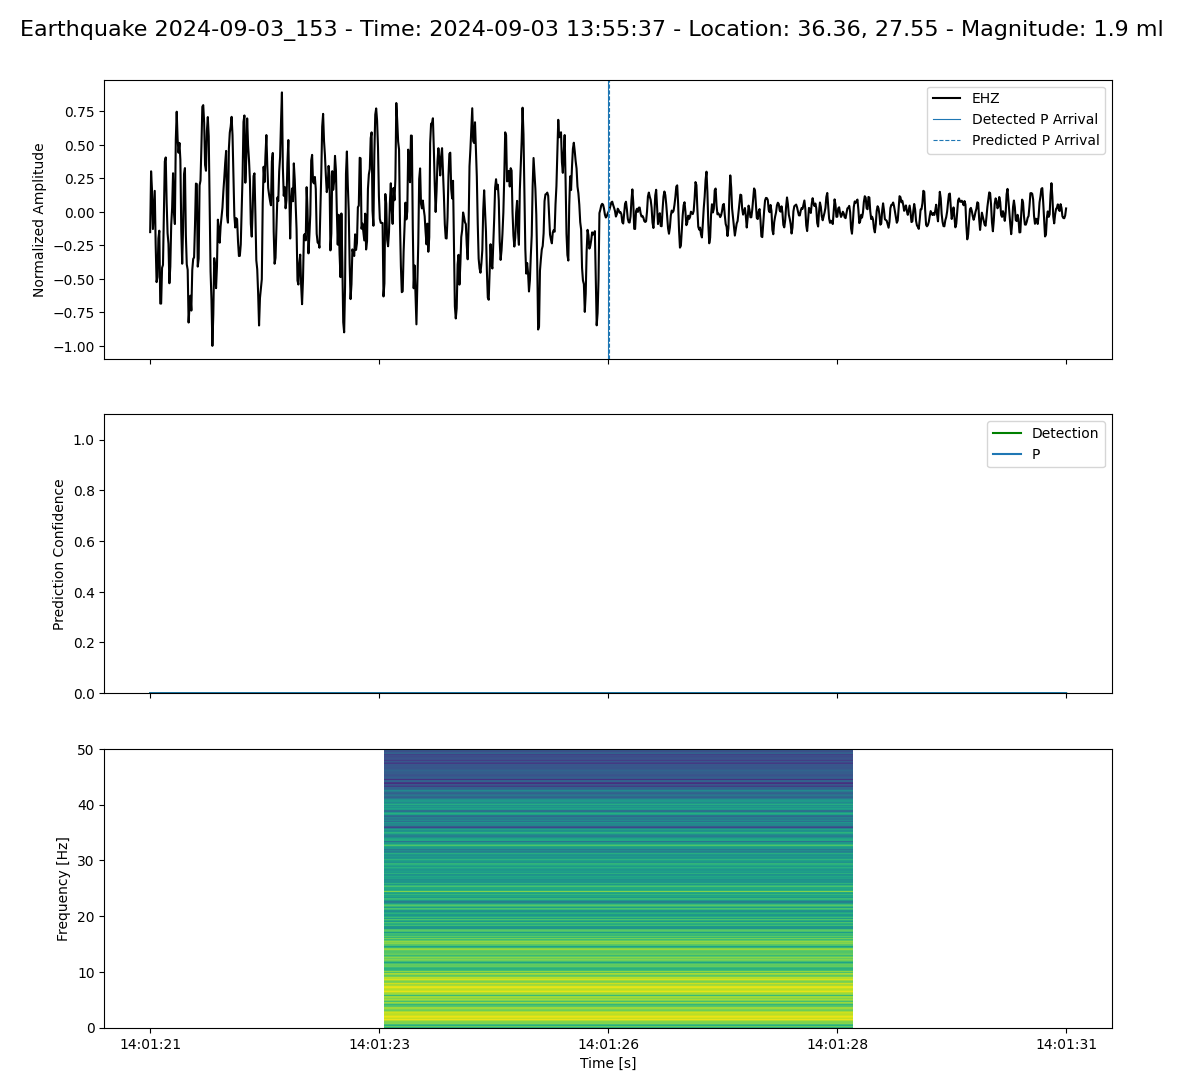 Earthquake 2024-09-03_153 - Time: 2024-09-03 13:55:37 - Location: 36.36, 27.55 - Magnitude: 1.9 ml
EHZ
Detected P Arrival
Predicted P Arrival
Normalized Amplitude
0.75
0.50
0.25
0.00
−0.25
−0.50
−0.75
−1.00
Detection
P
Prediction Confidence
1.0
0.8
0.6
0.4
0.2
0.0
Frequency [Hz]
50
40
30
20
10
0
14:01:21
14:01:23
14:01:26
14:01:28
14:01:31
Time [s]